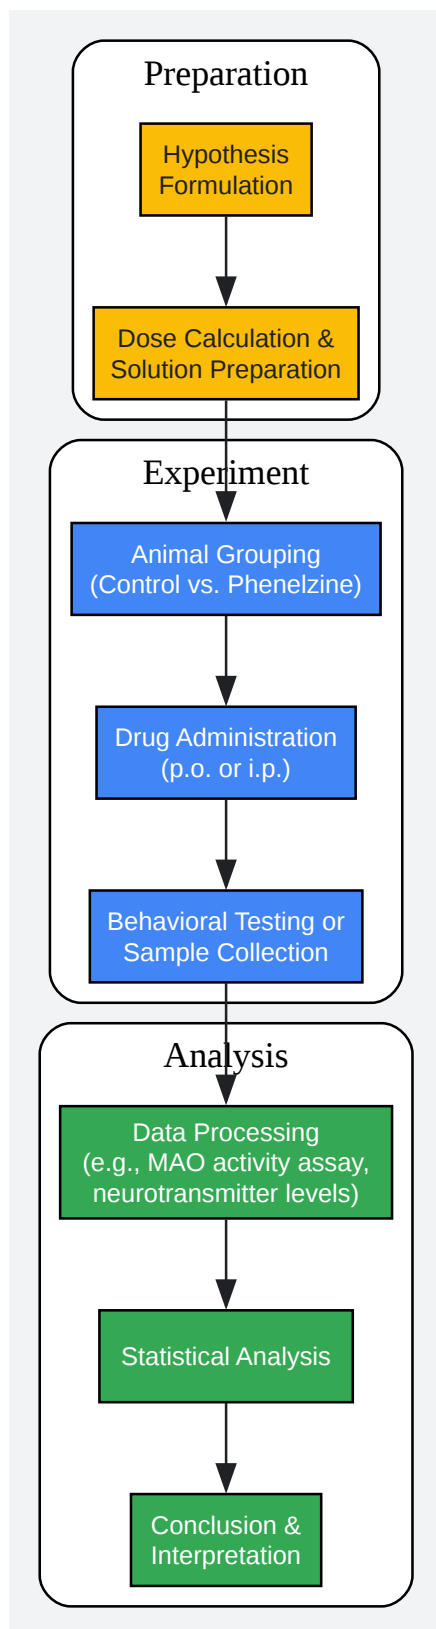 Preparation
Hypothesis
Formulation
Dose Calculation &
Solution Preparation
Experiment
Animal Grouping
(Control vs. Phenelzine)
Drug Administration
(p.o. or i.p.)
Behavioral Testing or
Sample Collection
Analysis
Data Processing
(e.g., MAO activity assay,
neurotransmitter levels)
Statistical Analysis
Conclusion &
Interpretation